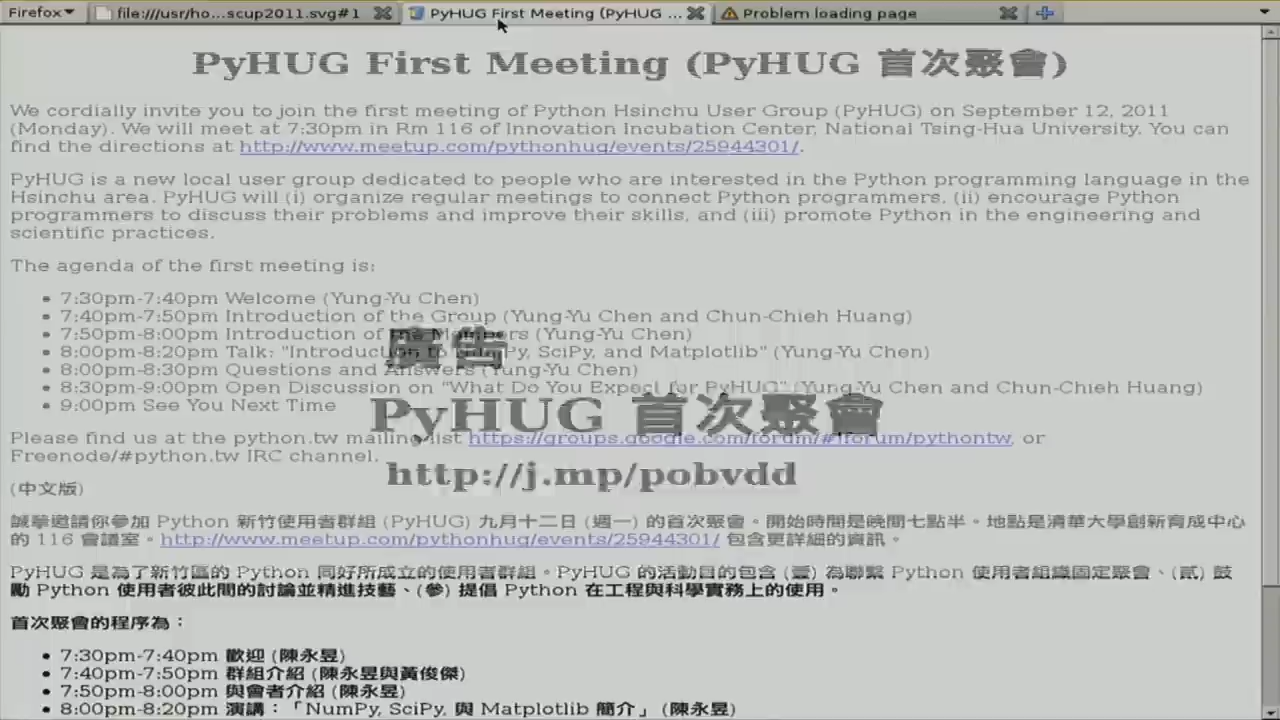 Firefox
file:///usr/ho...scup2011.svg#1
PyHUG First Meeting (PyHUG ...
Problem loading page
PyHUG First Meeting (PyHUG 首次聚會)
We cordially invite you to join the first meeting of Python Hsinchu User Group (PyHUG) on September 12, 2011
(Monday). We will meet at 7:30pm in Rm 116 of Innovation Incubation Center, National Tsing-Hua University. You can
find the directions at http://www.meetup.com/pythonhug/events/25944301/.
PyHUG is a new local user group dedicated to people who are interested in the Python programming language in the
Hsinchu area. PyHUG will (i) organize regular meetings to connect Python programmers, (ii) encourage Python
programmers to discuss their problems and improve their skills, and (iii) promote Python in the engineering and
scientific practices.
The agenda of the first meeting is:
• 7:30pm-7:40pm Welcome (Yung-Yu Chen)
• 7:40pm-7:50pm Introduction of the Group (Yung-Yu Chen and Chun-Chieh Huang)
• 7:50pm-8:00pm Introduction of the Members (Yung-Yu Chen)
• 8:00pm-8:20pm Talk: "Introduction to NumPy, SciPy, and Matplotlib" (Yung-Yu Chen)
• 8:00pm-8:30pm Questions and Answers (Yung-Yu Chen)
• 8:30pm-9:00pm Open Discussion on "What Do You Expect for PyHUG" (Yung-Yu Chen and Chun-Chieh Huang)
• 9:00pm See You Next Time
廣告
PyHUG 首次聚會
http://j.mp/pobvdd
Please find us at the python.tw mailing list https://groups.google.com/forum/#!forum/pythontw, or
Freenode/#python.tw IRC channel.
(中文版)
誠摯邀請你參加 Python 新竹使用者群組 (PyHUG) 九月十二日 (週一) 的首次聚會。開始時間是晚間七點半。地點是清華大學創新育成中心
的 116 會議室。http://www.meetup.com/pythonhug/events/25944301/ 包含更詳細的資訊。
PyHUG 是為了新竹區的 Python 同好所成立的使用者群組。PyHUG 的活動目的包含 (壹) 為聯繫 Python 使用者組織固定聚會、(貳) 鼓
勵 Python 使用者彼此間的討論並精進技藝、(參) 提倡 Python 在工程與科學實務上的使用。
首次聚會的程序為：
• 7:30pm-7:40pm 歡迎 (陳永昱)
• 7:40pm-7:50pm 群組介紹 (陳永昱與黃俊傑)
• 7:50pm-8:00pm 與會者介紹 (陳永昱)
• 8:00pm-8:20pm 演講：「NumPy, SciPy, 與 Matplotlib 簡介」 (陳永昱)